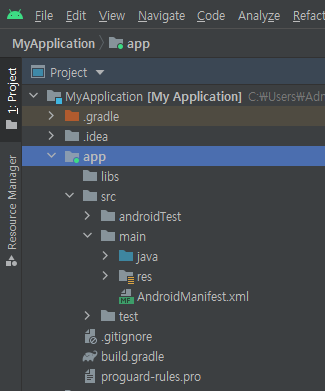 File Edit View Navigate Code Analyze Refact
MyApplication app
Project
MyApplication [My Application] C:₩Users₩Adr
.gradle
.idea
app
libs
src
androidTest
main
java
res
MF AndroidManifest.xml
test
.gitignore
build.gradle
proguard-rules.pro
1: Project
Resource Manager